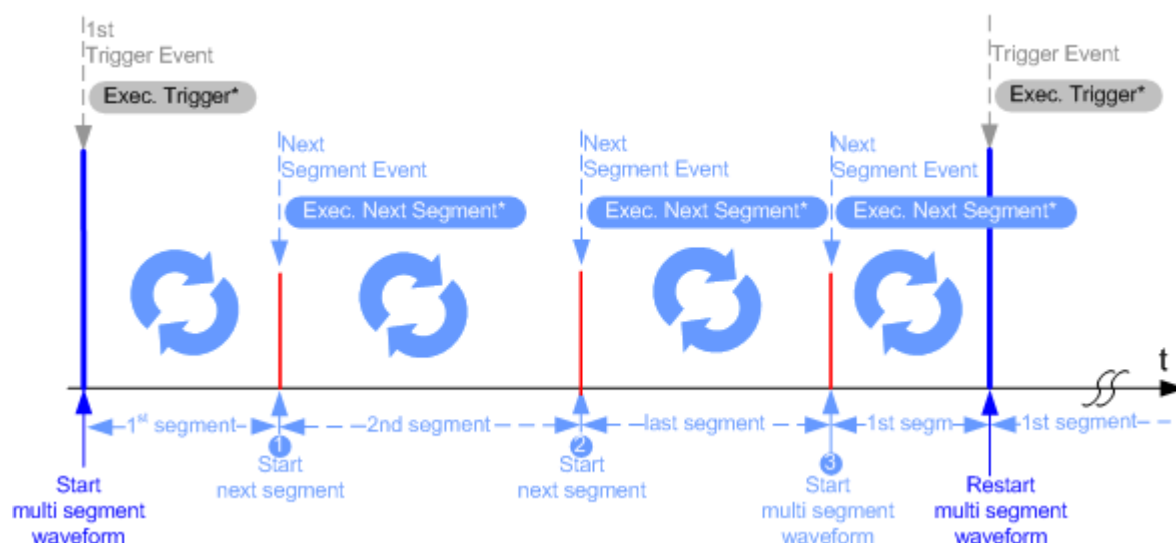 1st
Trigger Event
Exec. Trigger*
Trigger Event
Exec. Trigger*
Next
Segment Event
Exec. Next Segment*
Next
Segment Event
Exec. Next Segment*
Next
Segment Event
Exec. Next Segment*
t
1st segment
2nd segment
last segment
1st segm
1st segment
1
2
3
Start
multi segment
waveform
Start
next segment
Start
next segment
Start
multi segment
waveform
Restart
multi segment
waveform